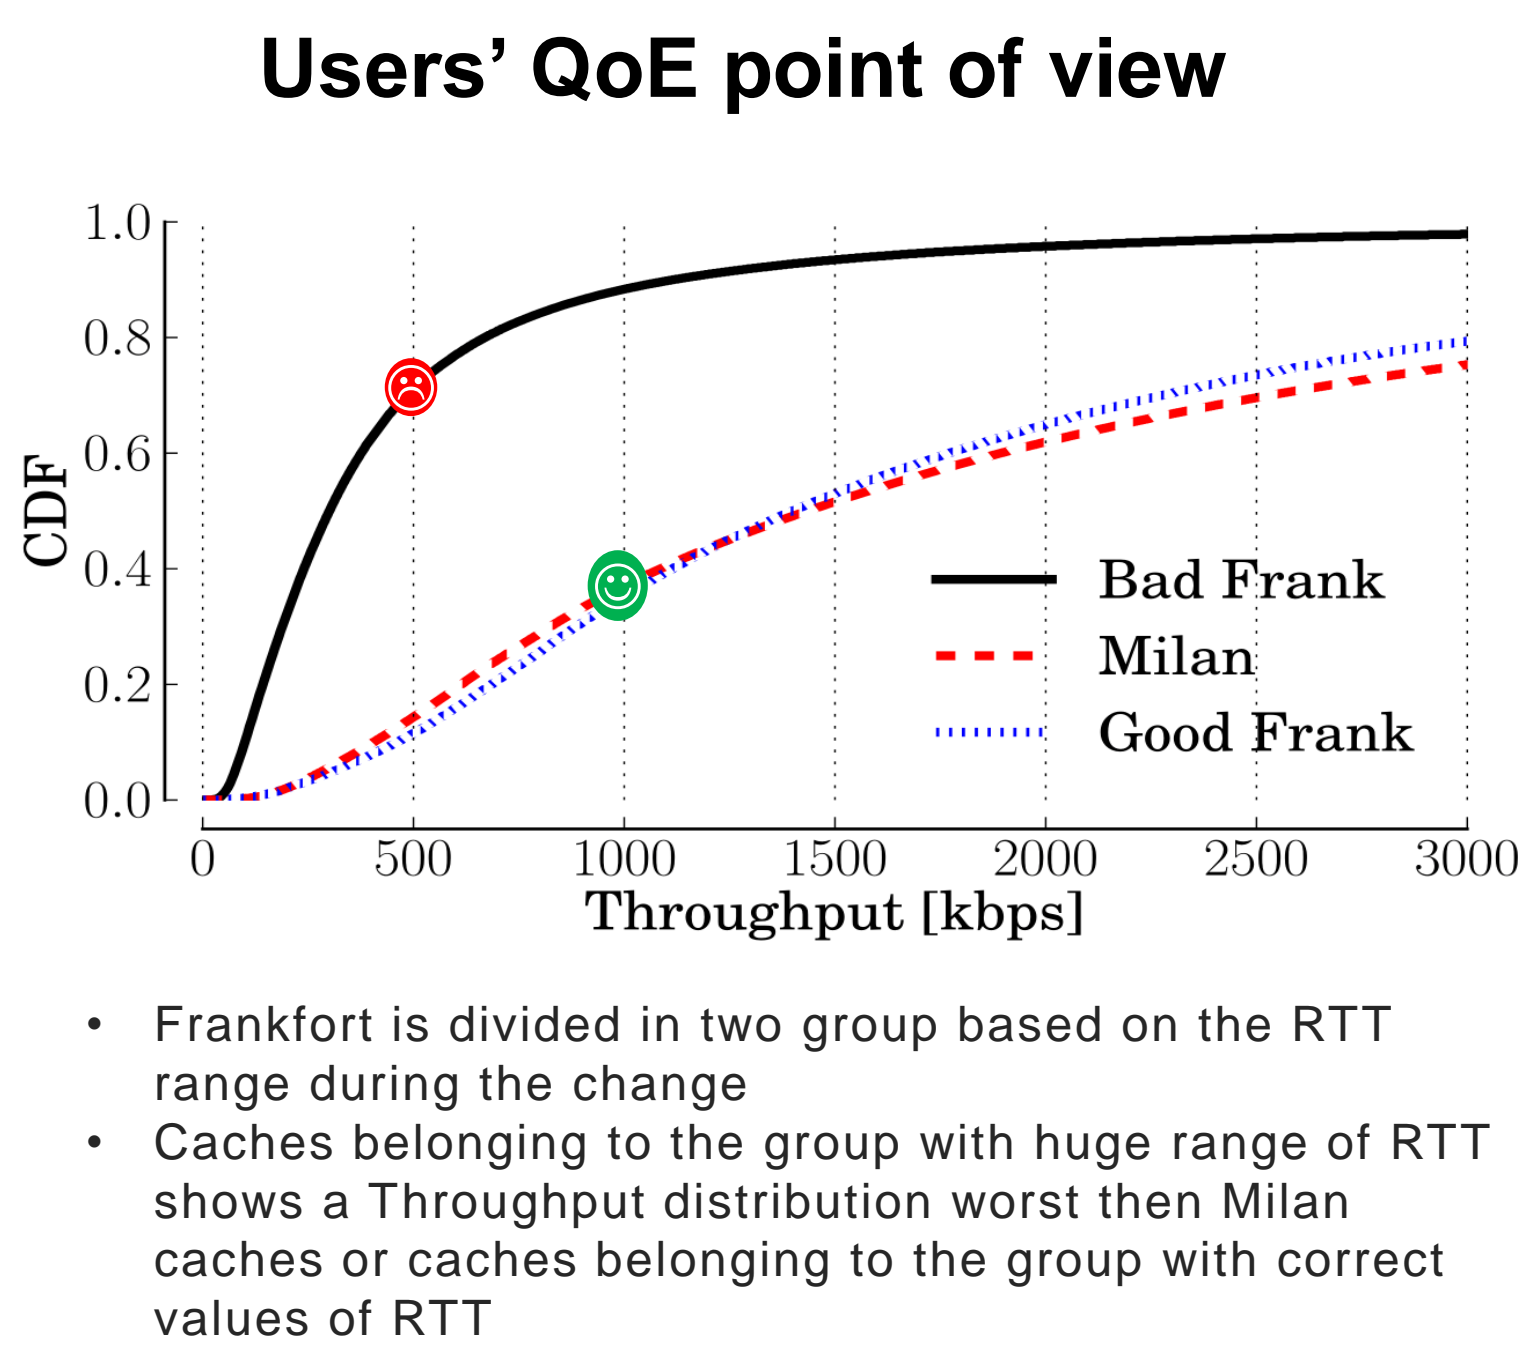 Users’ QoE point of view
1.0
0.8
0.6
0.4
0.2
0.0
CDF
Bad Frank
Milan
Good Frank
0 500 1000 1500 2000 2500 3000
Throughput [kbps]
• Frankfort is divided in two group based on the RTT
range during the change
• Caches belonging to the group with huge range of RTT
shows a Throughput distribution worst then Milan
caches or caches belonging to the group with correct
values of RTT